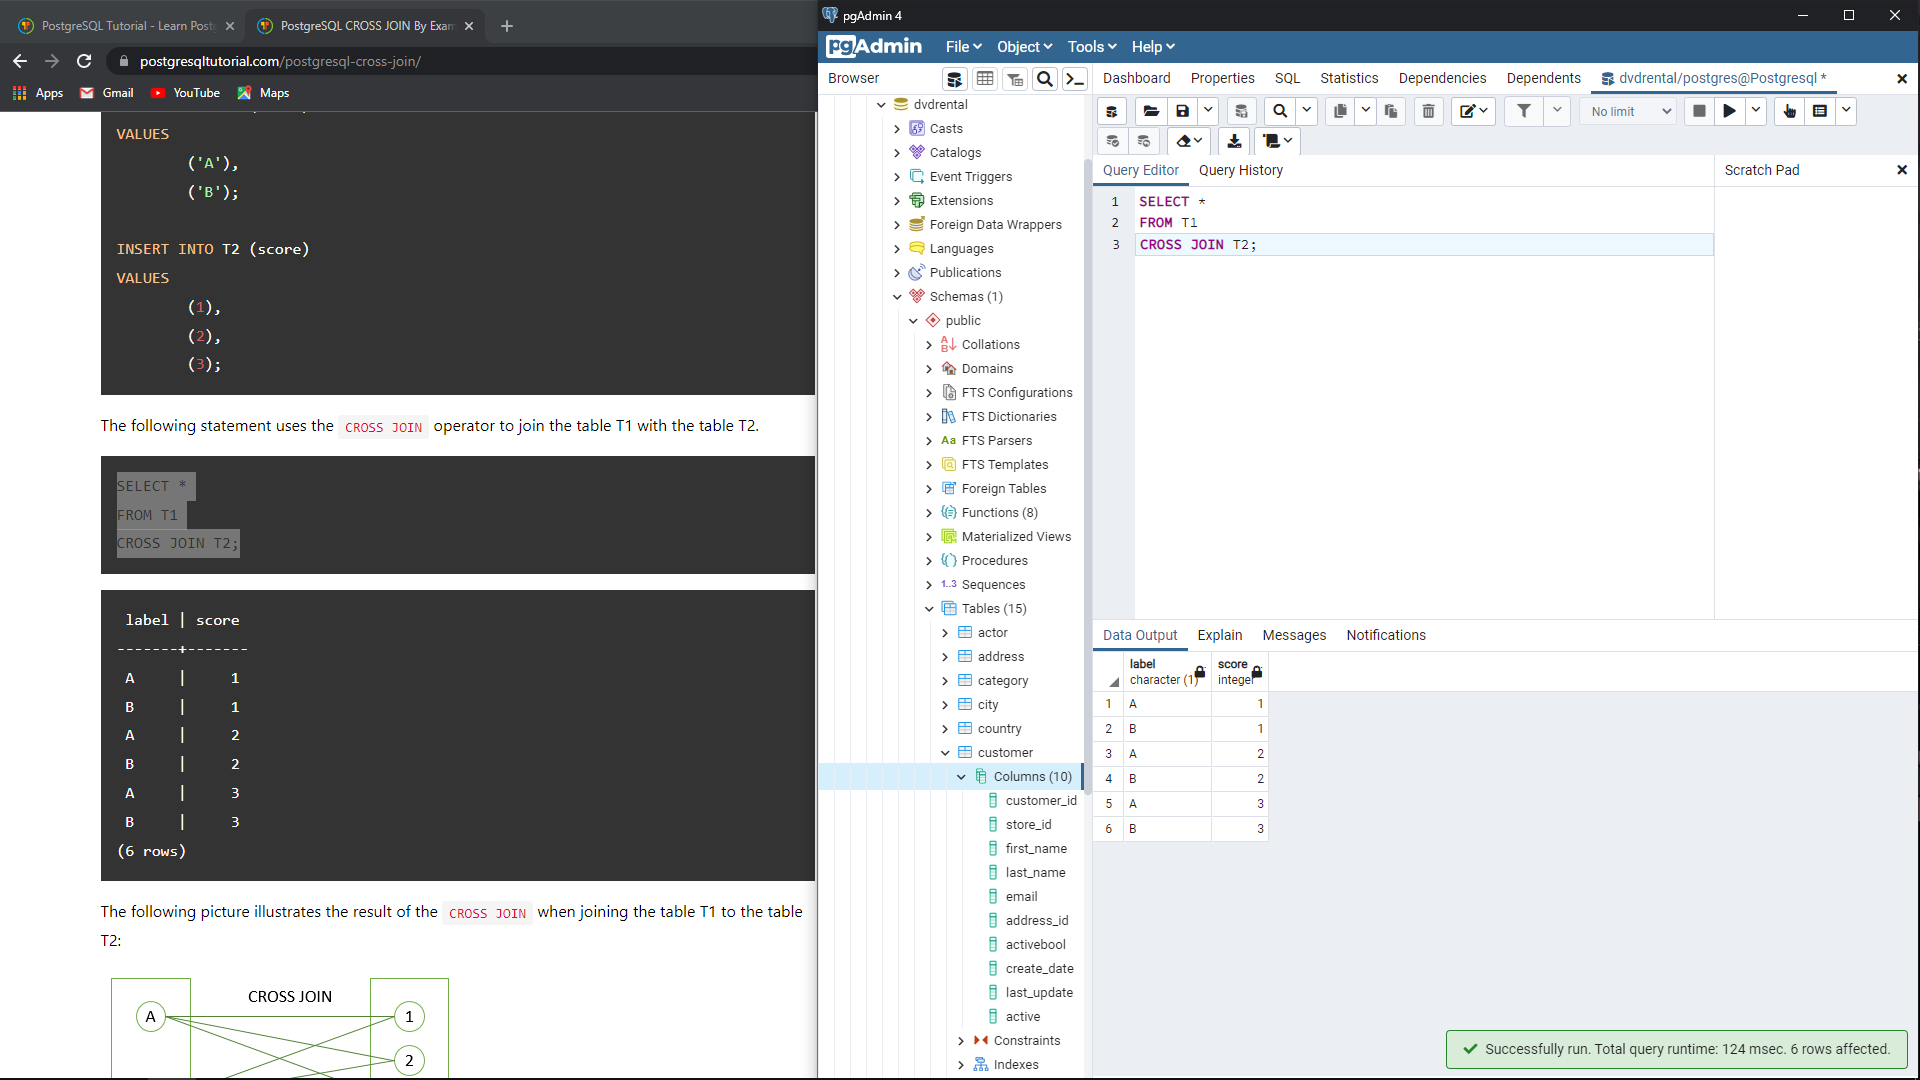 PostgreSQL Tutorial - Learn Post
PostgreSQL CROSS JOIN By Exam
postgresqltutorial.com/postgresql-cross-join/
Apps
Gmail
YouTube
Maps
VALUES
('A'),
('B');
INSERT INTO T2 (score)
VALUES
(1),
(2),
(3);
The following statement uses the CROSS JOIN operator to join the table T1 with the table T2.
SELECT *
FROM T1
CROSS JOIN T2;
label | score
-------+-------
A | 1
B | 1
A | 2
B | 2
A | 3
B | 3
(6 rows)
The following picture illustrates the result of the CROSS JOIN when joining the table T1 to the table
T2:
CROSS JOIN
A
1
2
pgAdmin 4
pgAdmin
File
Object
Tools
Help
Browser
dvdrental
Casts
Catalogs
Event Triggers
Extensions
Foreign Data Wrappers
Languages
Publications
Schemas (1)
public
Collations
Domains
FTS Configurations
FTS Dictionaries
Aa FTS Parsers
FTS Templates
Foreign Tables
Functions (8)
Materialized Views
Procedures
1..3 Sequences
Tables (15)
actor
address
category
city
country
customer
Columns (10)
customer_id
store_id
first_name
last_name
email
address_id
activebool
create_date
last_update
active
Constraints
Indexes
Dashboard
Properties
SQL
Statistics
Dependencies
Dependents
dvdrental/postgres@Postgresql *
No limit
Query Editor
Query History
Scratch Pad
1 SELECT *
2 FROM T1
3 CROSS JOIN T2;
Data Output
Explain
Messages
Notifications
label
character (1)
score
integer
1 A 1
2 B 1
3 A 2
4 B 2
5 A 3
6 B 3
Successfully run. Total query runtime: 124 msec. 6 rows affected.